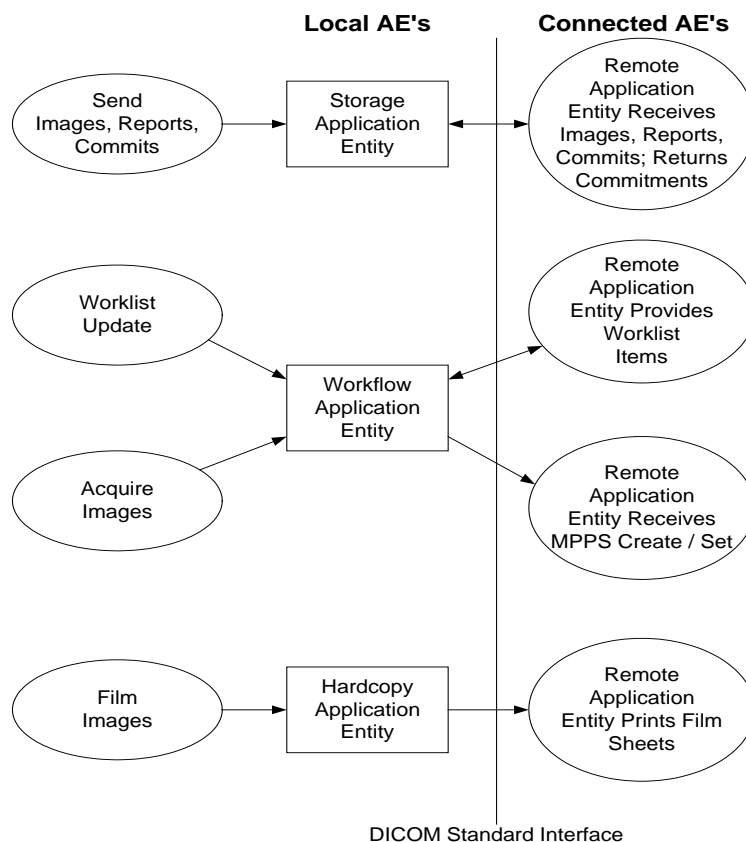 Local AE's
Connected AE's
Send
Images, Reports,
Commits
Storage
Application
Entity
Remote
Application
Entity Receives
Images, Reports,
Commits; Returns
Commitments
Worklist
Update
Remote
Application
Entity Provides
Worklist
Items
Workflow
Application
Entity
Acquire
Images
Remote
Application
Entity Receives
MPPS Create / Set
Film
Images
Hardcopy
Application
Entity
Remote
Application
Entity Prints Film
Sheets
DICOM Standard Interface